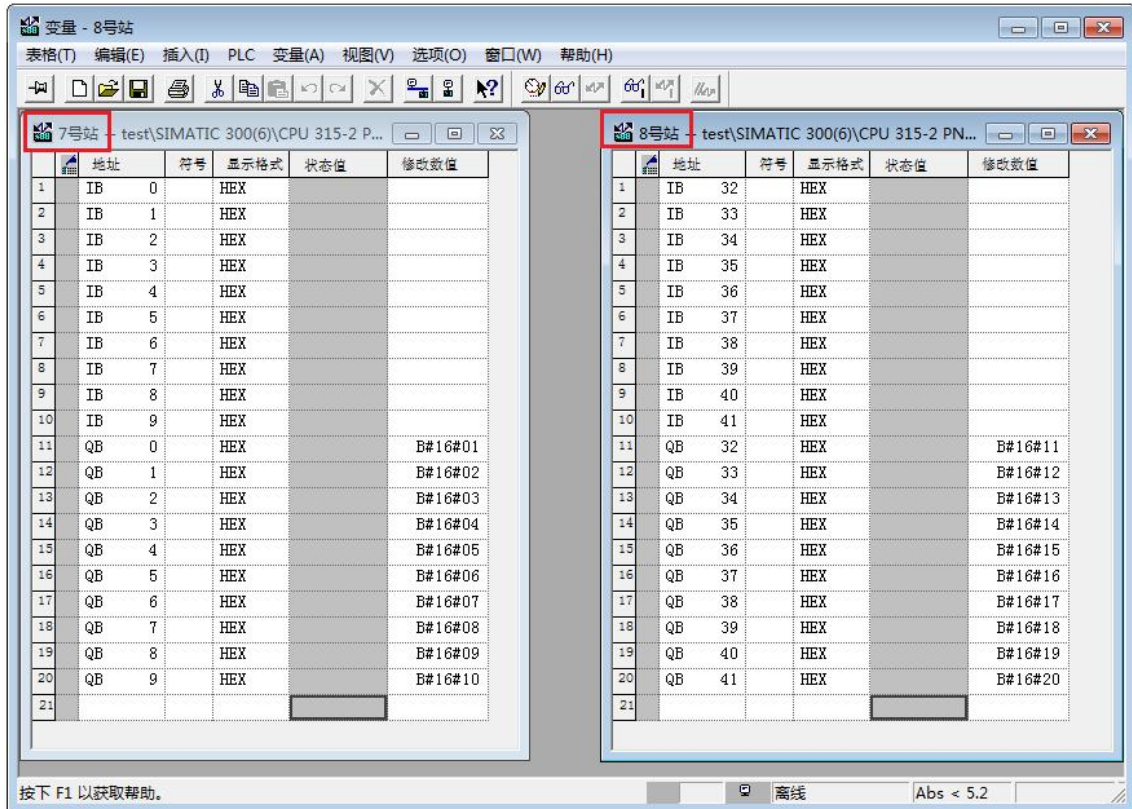 变量 - 8号站
表格(T) 编辑(E) 插入(I) PLC 变量(A) 视图(V) 选项(O) 窗口(W) 帮助(H)
7号站 -- test\SIMATIC 300(6)\CPU 315-2 P...
地址 符号 显示格式 状态值 修改数值
1 IB 0 HEX
2 IB 1 HEX
3 IB 2 HEX
4 IB 3 HEX
5 IB 4 HEX
6 IB 5 HEX
7 IB 6 HEX
8 IB 7 HEX
9 IB 8 HEX
10 IB 9 HEX
11 QB 0 HEX B#16#01
12 QB 1 HEX B#16#02
13 QB 2 HEX B#16#03
14 QB 3 HEX B#16#04
15 QB 4 HEX B#16#05
16 QB 5 HEX B#16#06
17 QB 6 HEX B#16#07
18 QB 7 HEX B#16#08
19 QB 8 HEX B#16#09
20 QB 9 HEX B#16#10
21
8号站 -- test\SIMATIC 300(6)\CPU 315-2 PN...
地址 符号 显示格式 状态值 修改数值
1 IB 32 HEX
2 IB 33 HEX
3 IB 34 HEX
4 IB 35 HEX
5 IB 36 HEX
6 IB 37 HEX
7 IB 38 HEX
8 IB 39 HEX
9 IB 40 HEX
10 IB 41 HEX
11 QB 32 HEX B#16#11
12 QB 33 HEX B#16#12
13 QB 34 HEX B#16#13
14 QB 35 HEX B#16#14
15 QB 36 HEX B#16#15
16 QB 37 HEX B#16#16
17 QB 38 HEX B#16#17
18 QB 39 HEX B#16#18
19 QB 40 HEX B#16#19
20 QB 41 HEX B#16#20
21
按下 F1 以获取帮助。 离线 Abs < 5.2